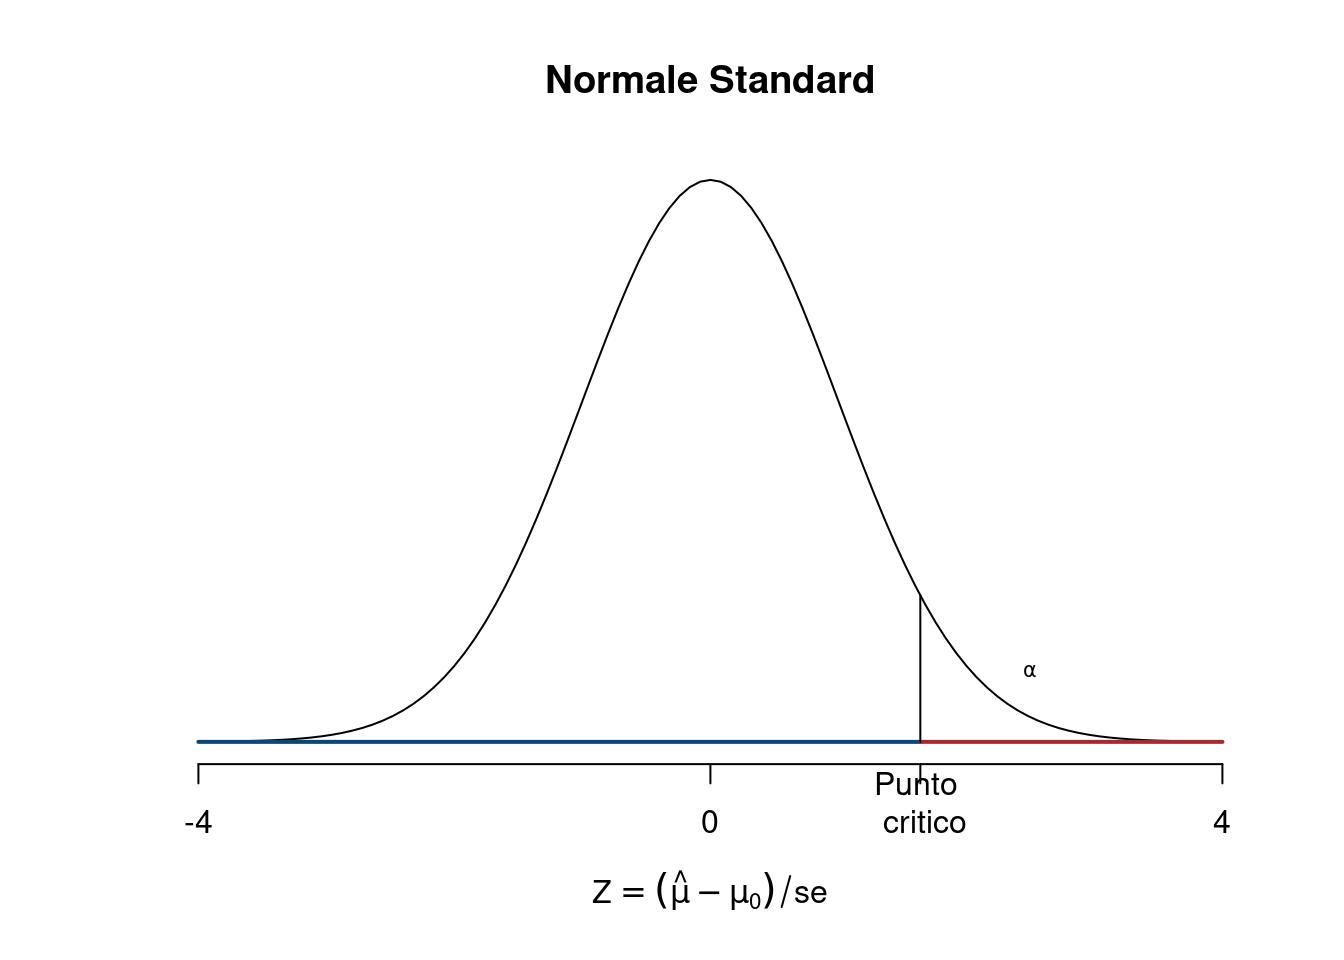 Normale Standard
α
Punto
critico
-4 0 4
Z = (μ̂ − μ₀)/se